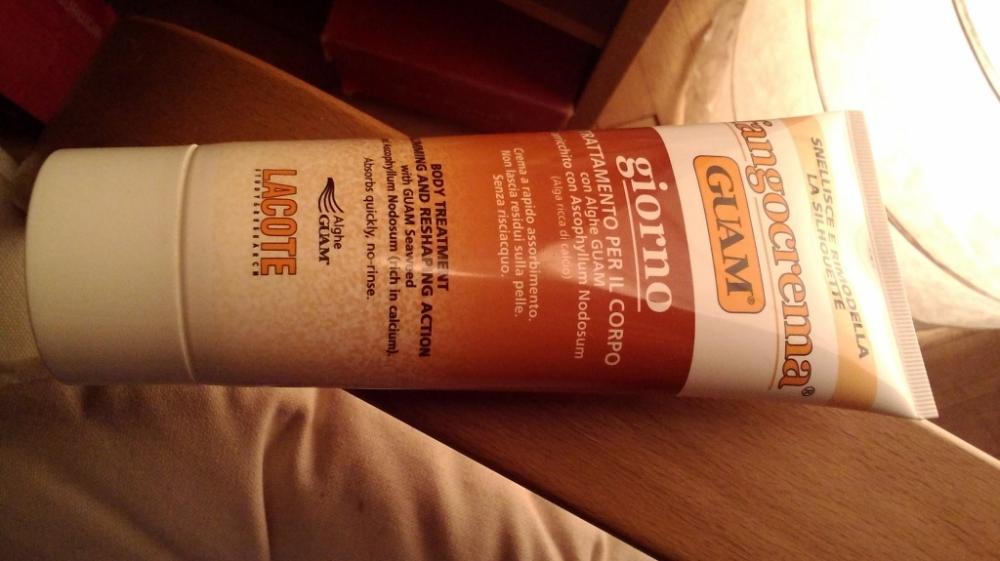 SNELLISCE E RIMODELLA
LA SILHOUETTE
fangocrema®
GUAM®
giorno
TRATTAMENTO PER IL CORPO
con Alghe GUAM
con Ascophyllum Nodosum
(Alga ricca di calcio)
Crema a rapido assorbimento.
Non lascia residui sulla pelle.
Senza risciacquo.
BODY TREATMENT
AND RESHAPING ACTION
with GUAM Seaweed
Nodosum (rich in calcium).
Absorbs quickly, no-rinse.
Alghe
GUAM
LACOTE